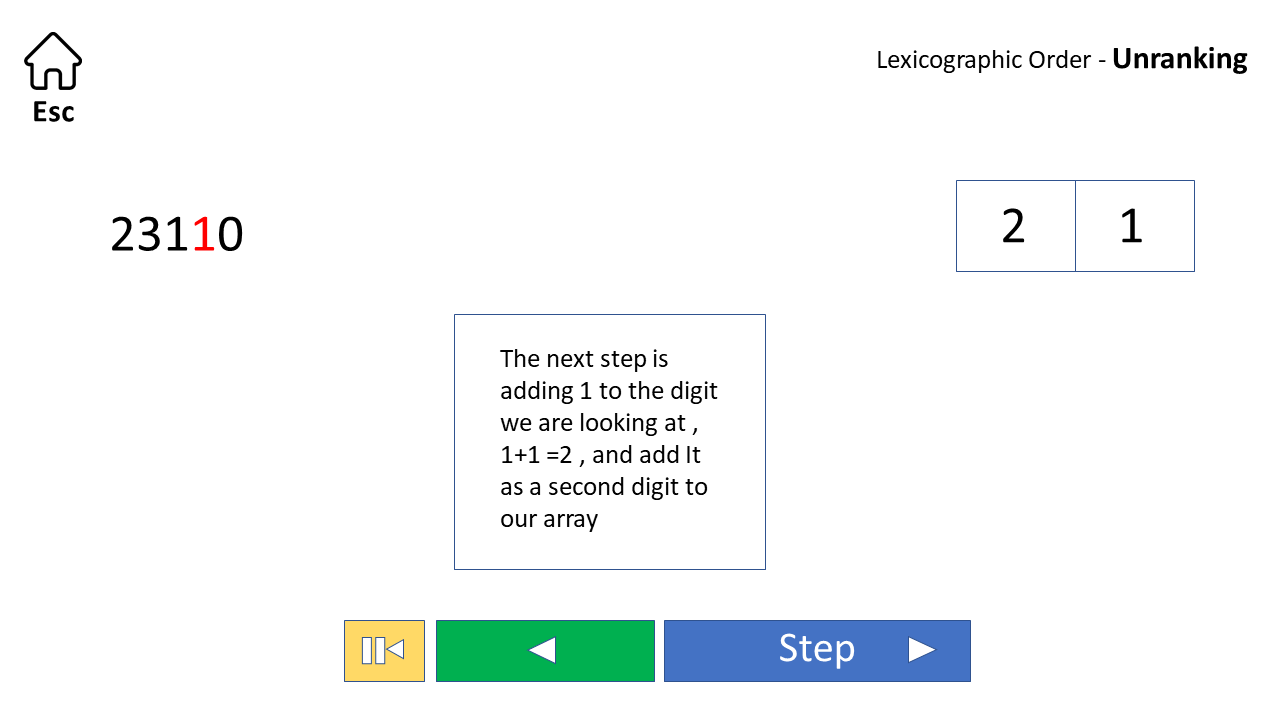 Lexicographic Order - Unranking
Esc
23110
2 1
The next step is
adding 1 to the digit
we are looking at ,
1+1 =2 , and add It
as a second digit to
our array
Step